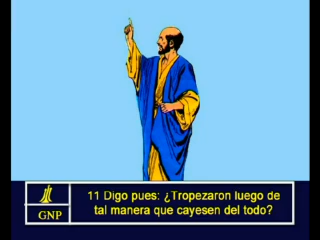 11 Digo pues: ¿Tropezaron luego de
tal manera que cayesen del todo?
GNP